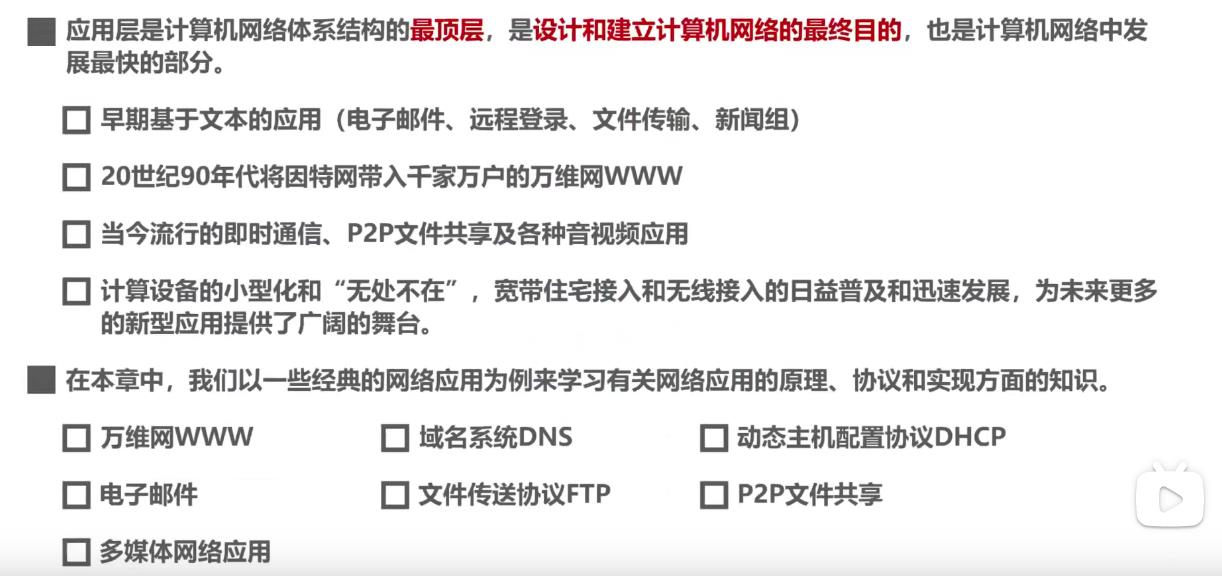 应用层是计算机网络体系结构的最顶层，是设计和建立计算机网络的最终目的，也是计算机网络中发
展最快的部分。
早期基于文本的应用（电子邮件、远程登录、文件传输、新闻组）
20世纪90年代将因特网带入千家万户的万维网WWW
当今流行的即时通信、P2P文件共享及各种音视频应用
计算设备的小型化和“无处不在”，宽带住宅接入和无线接入的日益普及和迅速发展，为未来更多
的新型应用提供了广阔的舞台。
在本章中，我们以一些经典的网络应用为例来学习有关网络应用的原理、协议和实现方面的知识。
万维网WWW 域名系统DNS 动态主机配置协议DHCP
电子邮件 文件传送协议FTP P2P文件共享
多媒体网络应用